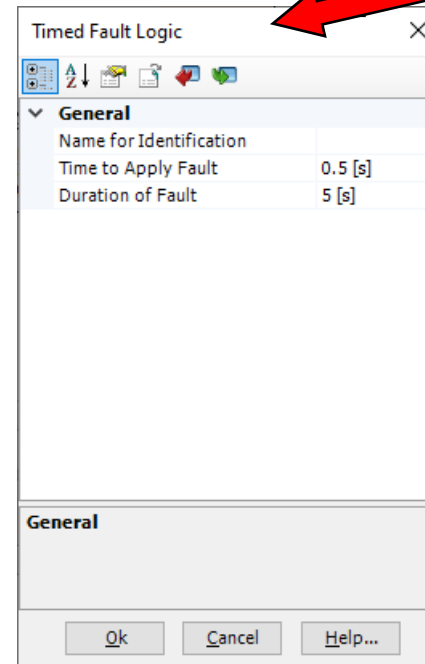 Timed Fault Logic
General
Name for Identification
Time to Apply Fault 0.5 [s]
Duration of Fault 5 [s]
General
Ok Cancel Help...